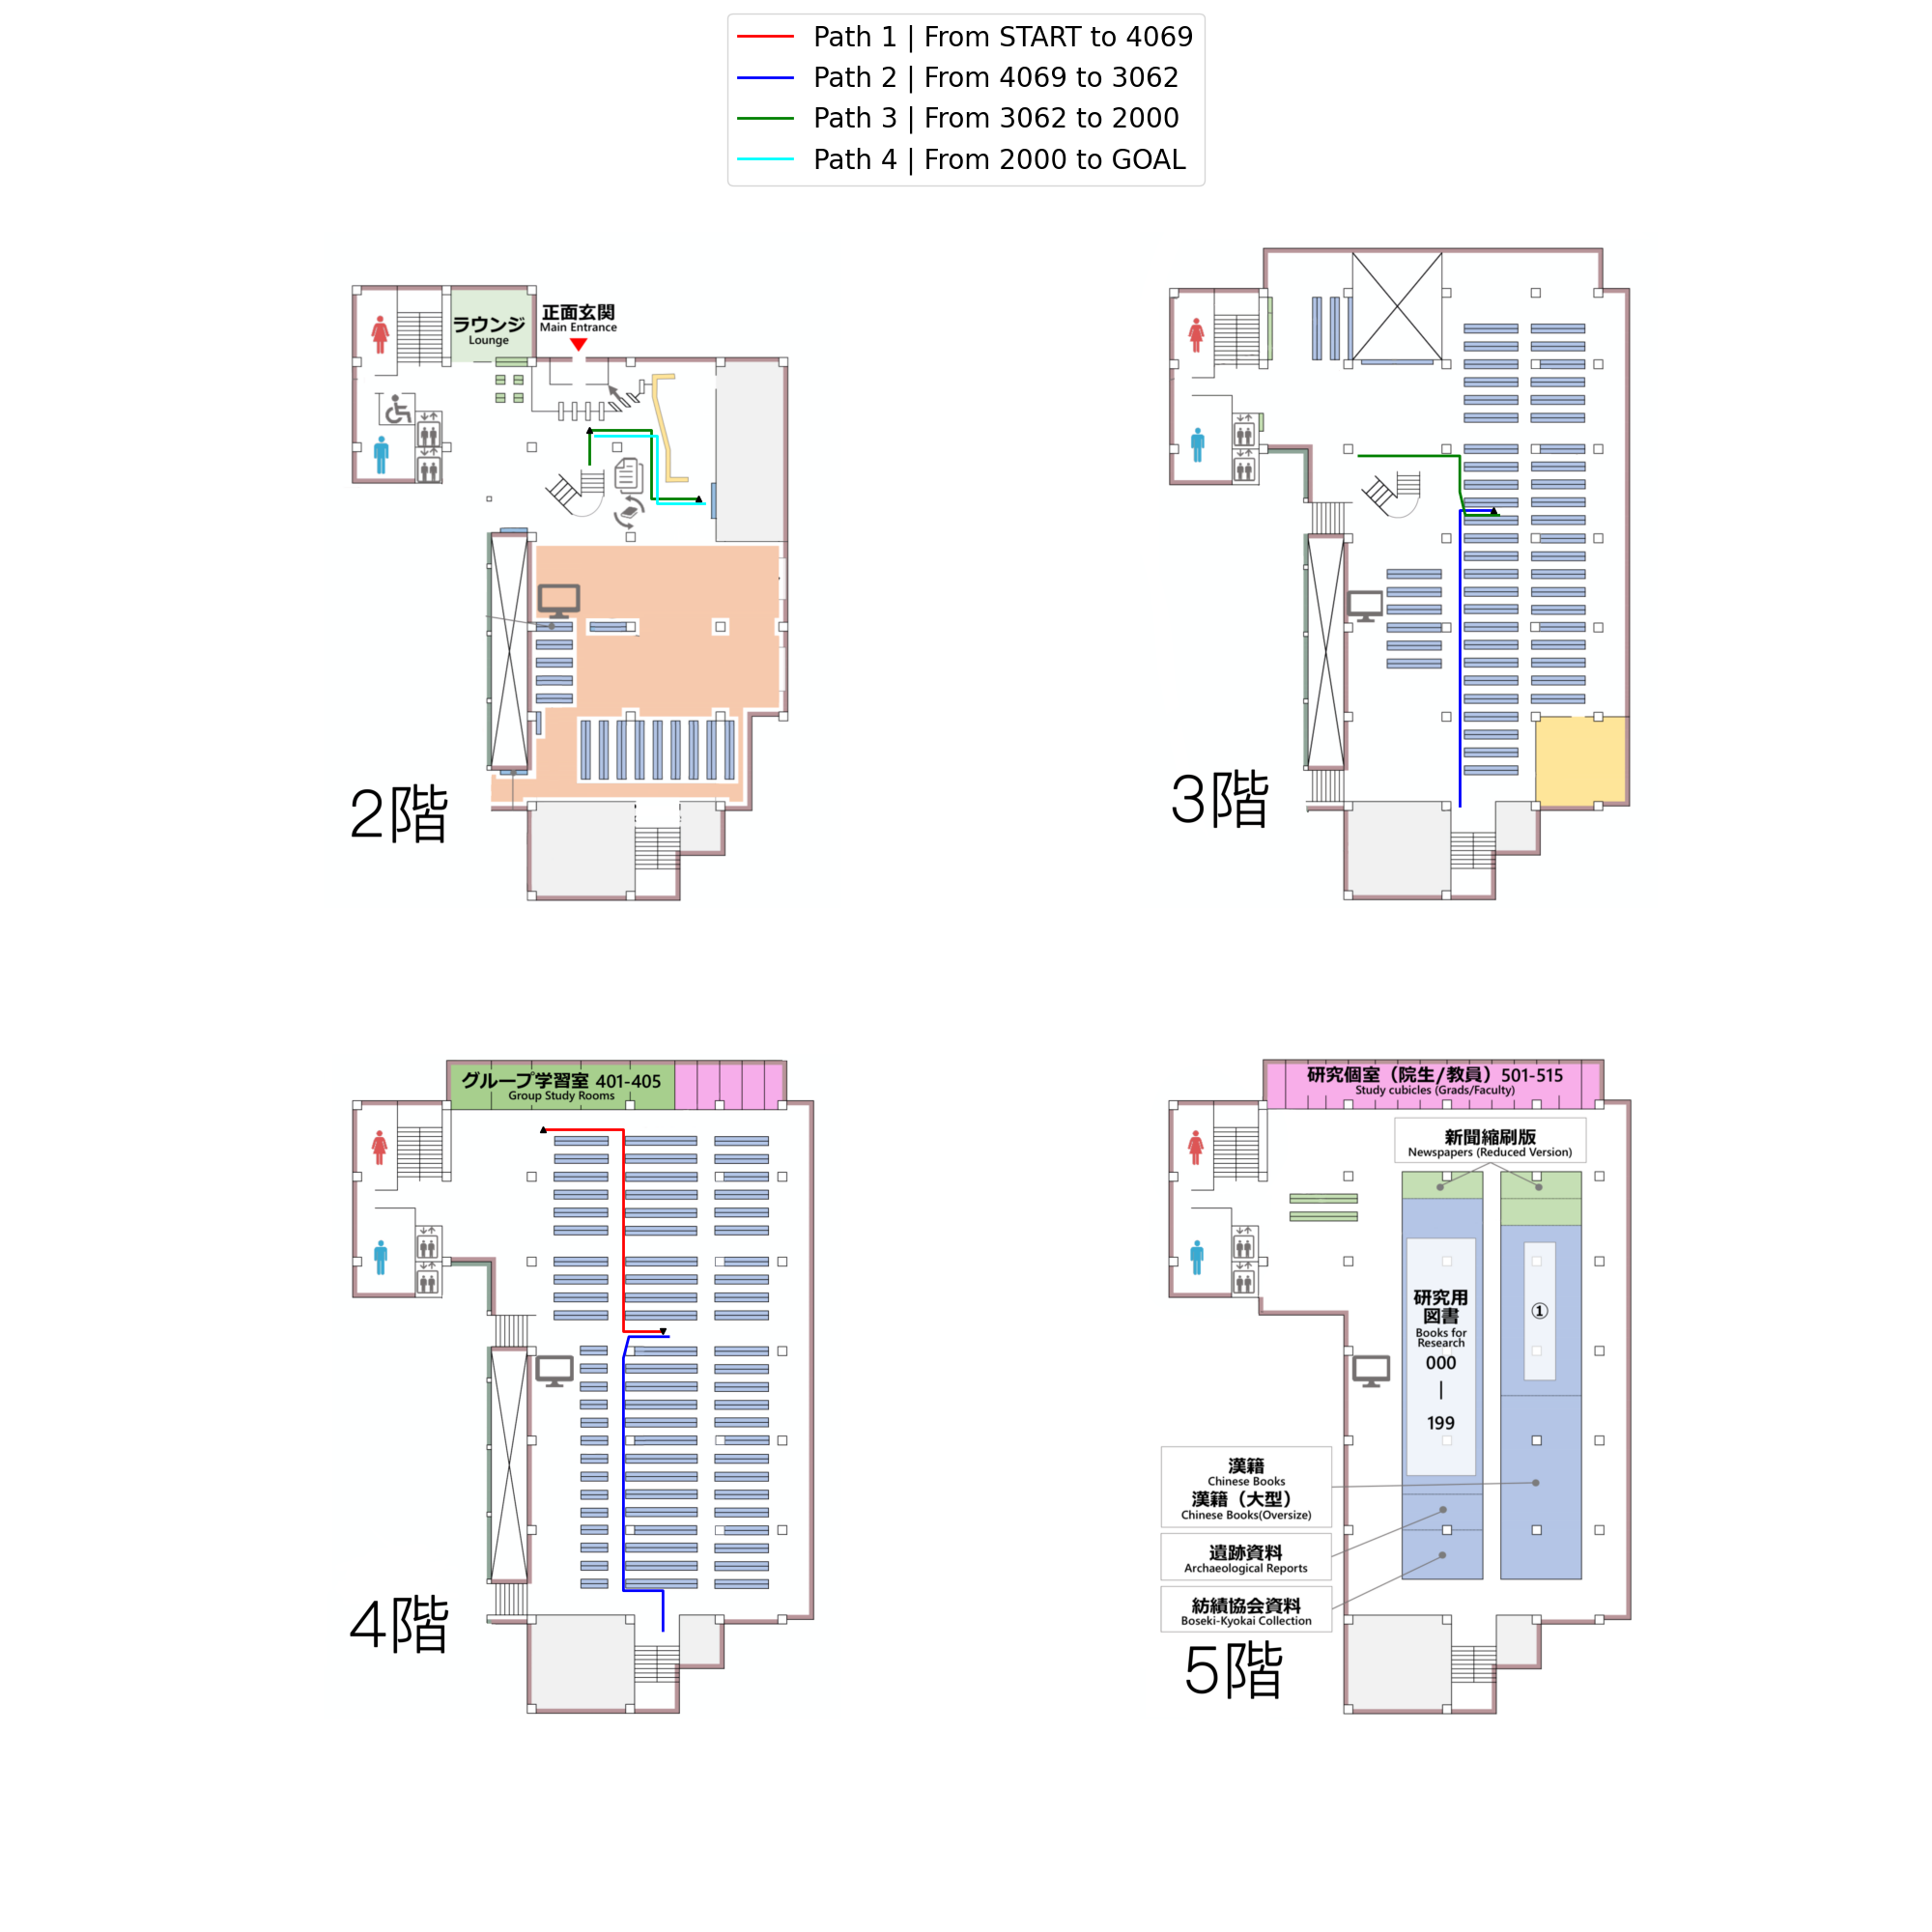 Path 1 | From START to 4069
Path 2 | From 4069 to 3062
Path 3 | From 3062 to 2000
Path 4 | From 2000 to GOAL
ラウンジ
Lounge
正面玄関
Main Entrance
2階
3階
グループ学習室 401-405
Group Study Rooms
4階
研究個室（院生/教員）501-515
Study cubicles (Grads/Faculty)
新聞縮刷版
Newspapers (Reduced Version)
研究用
図書
Books for
Research
000
|
199
①
漢籍
Chinese Books
漢籍（大型）
Chinese Books(Oversize)
遺跡資料
Archaeological Reports
紡績協会資料
Boseki-Kyokai Collection
5階